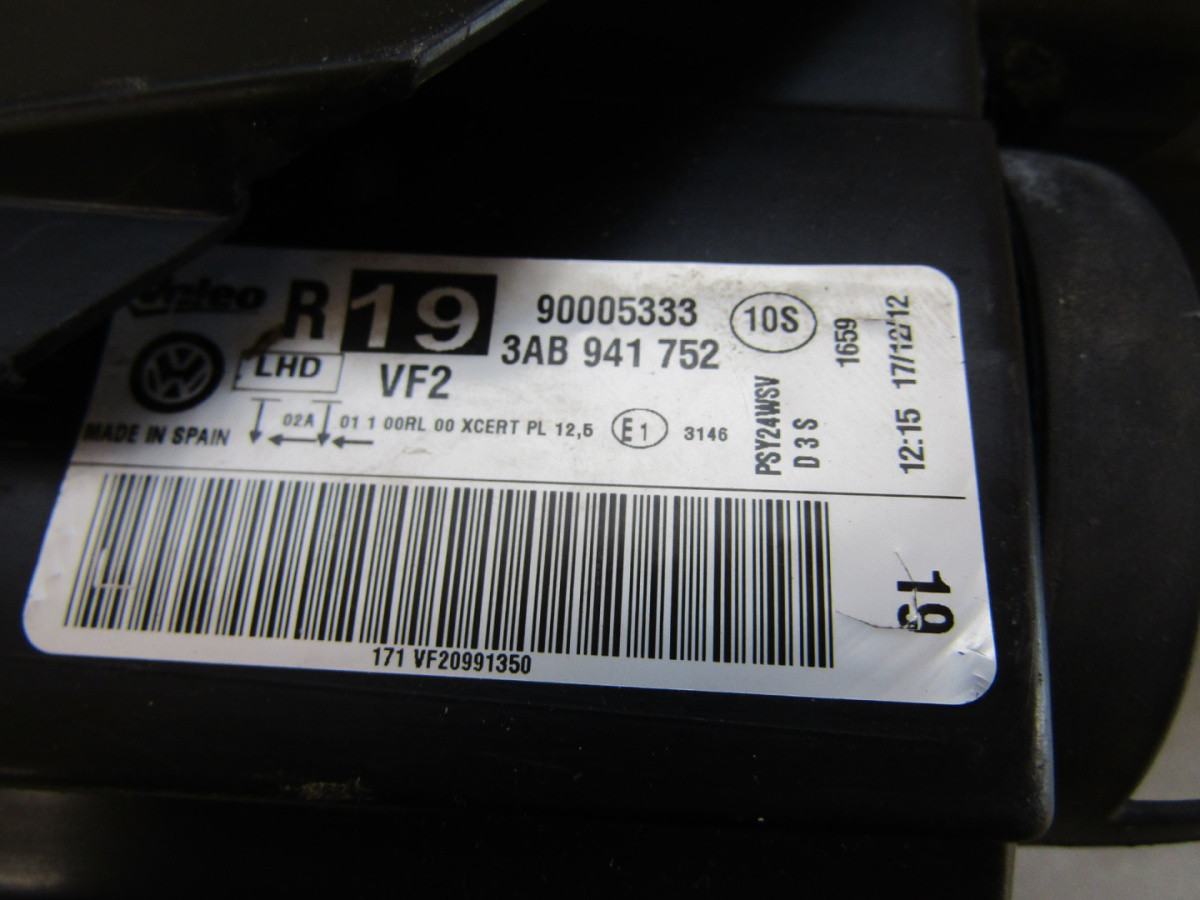 Valeo R 19 90005333 10S
LHD VF2 3AB 941 752
MADE IN SPAIN 02A 01 1 00RL 00 XCERT PL 12,5 E1 3146
PSY24WSV
D3S
1659
12:15 17/12/12
19
171 VF20991350